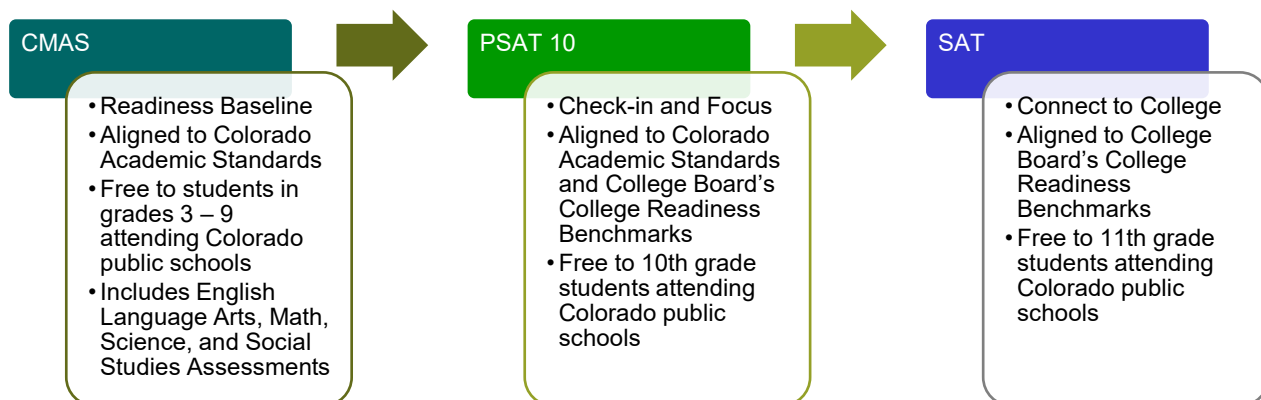 CMAS
• Readiness Baseline
• Aligned to Colorado
Academic Standards
• Free to students in
grades 3 – 9
attending Colorado
public schools
• Includes English
Language Arts, Math,
Science, and Social
Studies Assessments
PSAT 10
• Check-in and Focus
• Aligned to Colorado
Academic Standards
and College Board’s
College Readiness
Benchmarks
• Free to 10th grade
students attending
Colorado public
schools
SAT
• Connect to College
• Aligned to College
Board’s College
Readiness
Benchmarks
• Free to 11th grade
students attending
Colorado public
schools